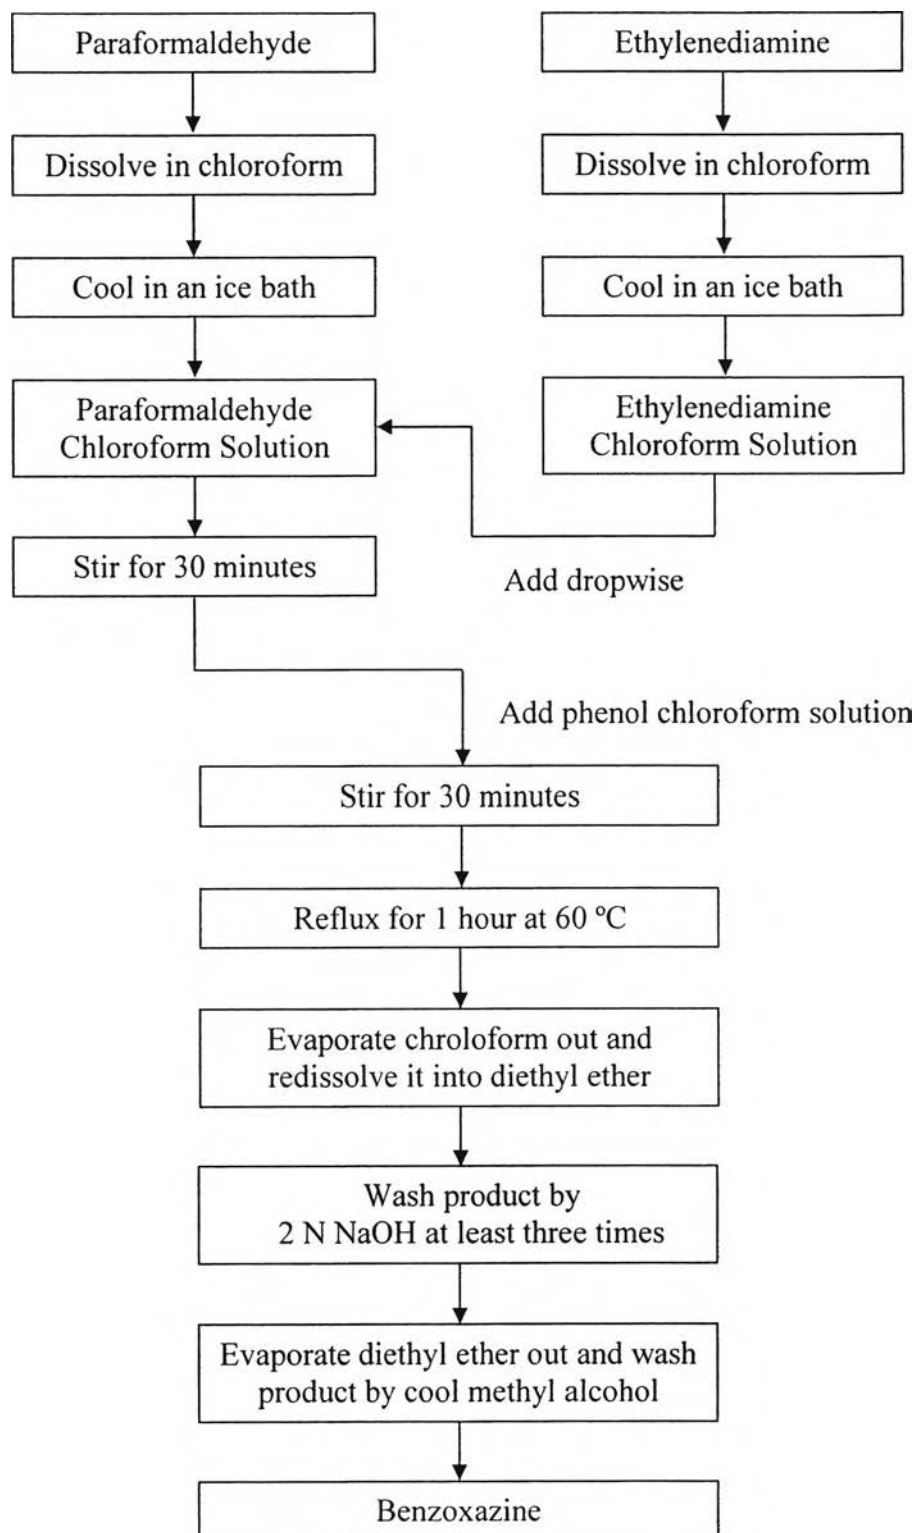 Paraformaldehyde
Ethylenediamine
Dissolve in chloroform
Dissolve in chloroform
Cool in an ice bath
Cool in an ice bath
Paraformaldehyde
Chloroform Solution
Ethylenediamine
Chloroform Solution
Stir for 30 minutes
Add dropwise
Add phenol chloroform solution
Stir for 30 minutes
Reflux for 1 hour at 60 ºC
Evaporate chroloform out and
redissolve it into diethyl ether
Wash product by
2 N NaOH at least three times
Evaporate diethyl ether out and wash
product by cool methyl alcohol
Benzoxazine